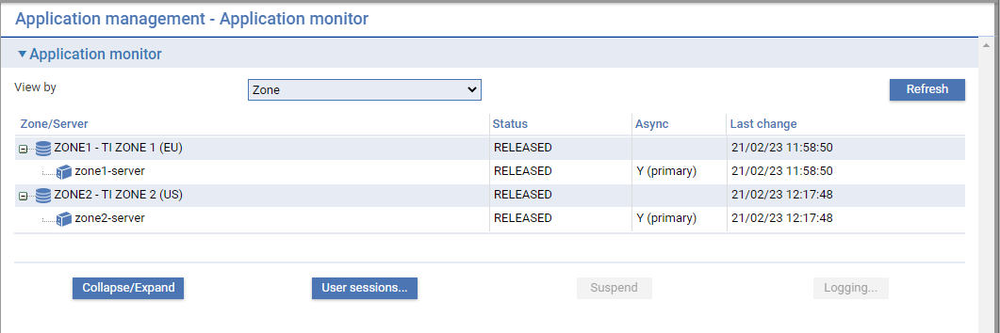 Application management - Application monitor
Application monitor
View by Zone Refresh
Zone/Server Status Async Last change
ZONE1 - TI ZONE 1 (EU) RELEASED 21/02/23 11:58:50
zone1-server RELEASED Y (primary) 21/02/23 11:58:50
ZONE2 - TI ZONE 2 (US) RELEASED 21/02/23 12:17:48
zone2-server RELEASED Y (primary) 21/02/23 12:17:48
Collapse/Expand User sessions... Suspend Logging...